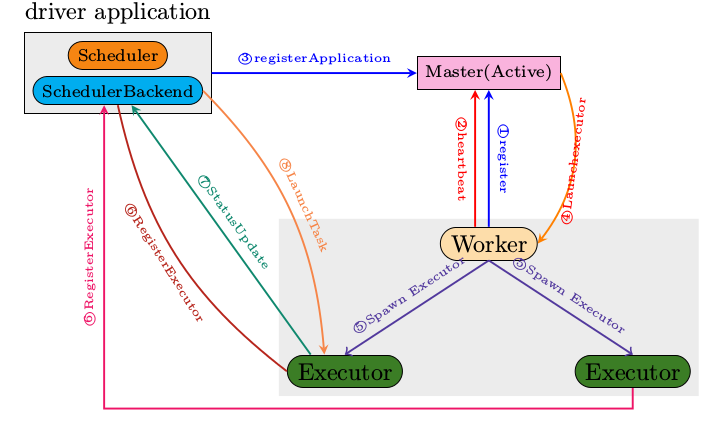 driver application
Scheduler
SchedulerBackend
③registerApplication
Master(Active)
②heartbeat
①register
④Launchexecutor
⑧LaunchTask
⑦StatusUpdate
⑥RegisterExecutor
⑥RegisterExecutor
Worker
⑤Spawn Executor
⑤Spawn Executor
Executor
Executor